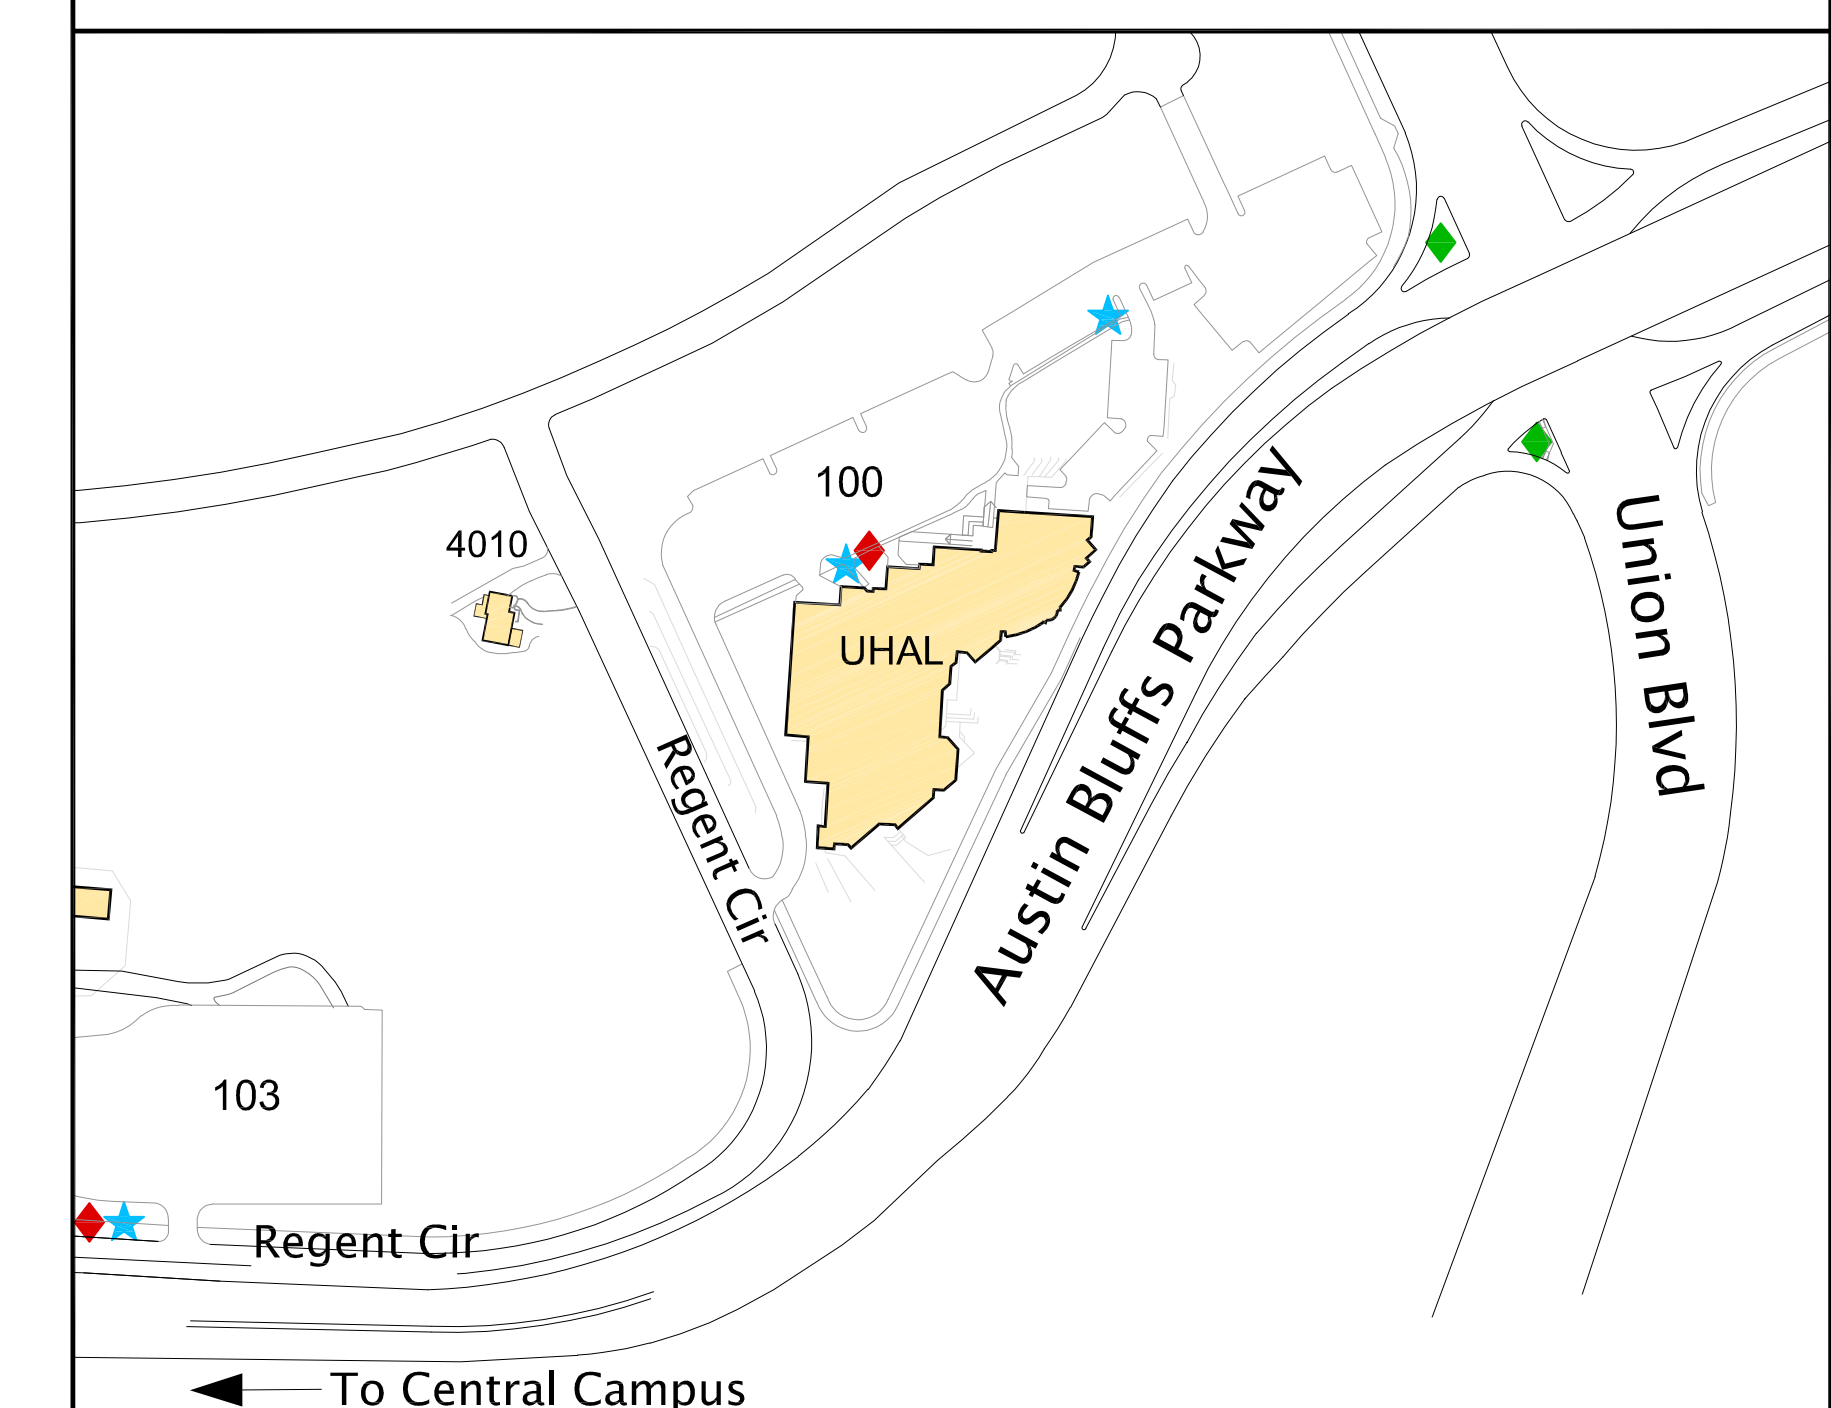 100
4010
UHAL
Austin Bluffs Parkway
Union Blvd
Regent Cir
103
Regent Cir
To Central Campus